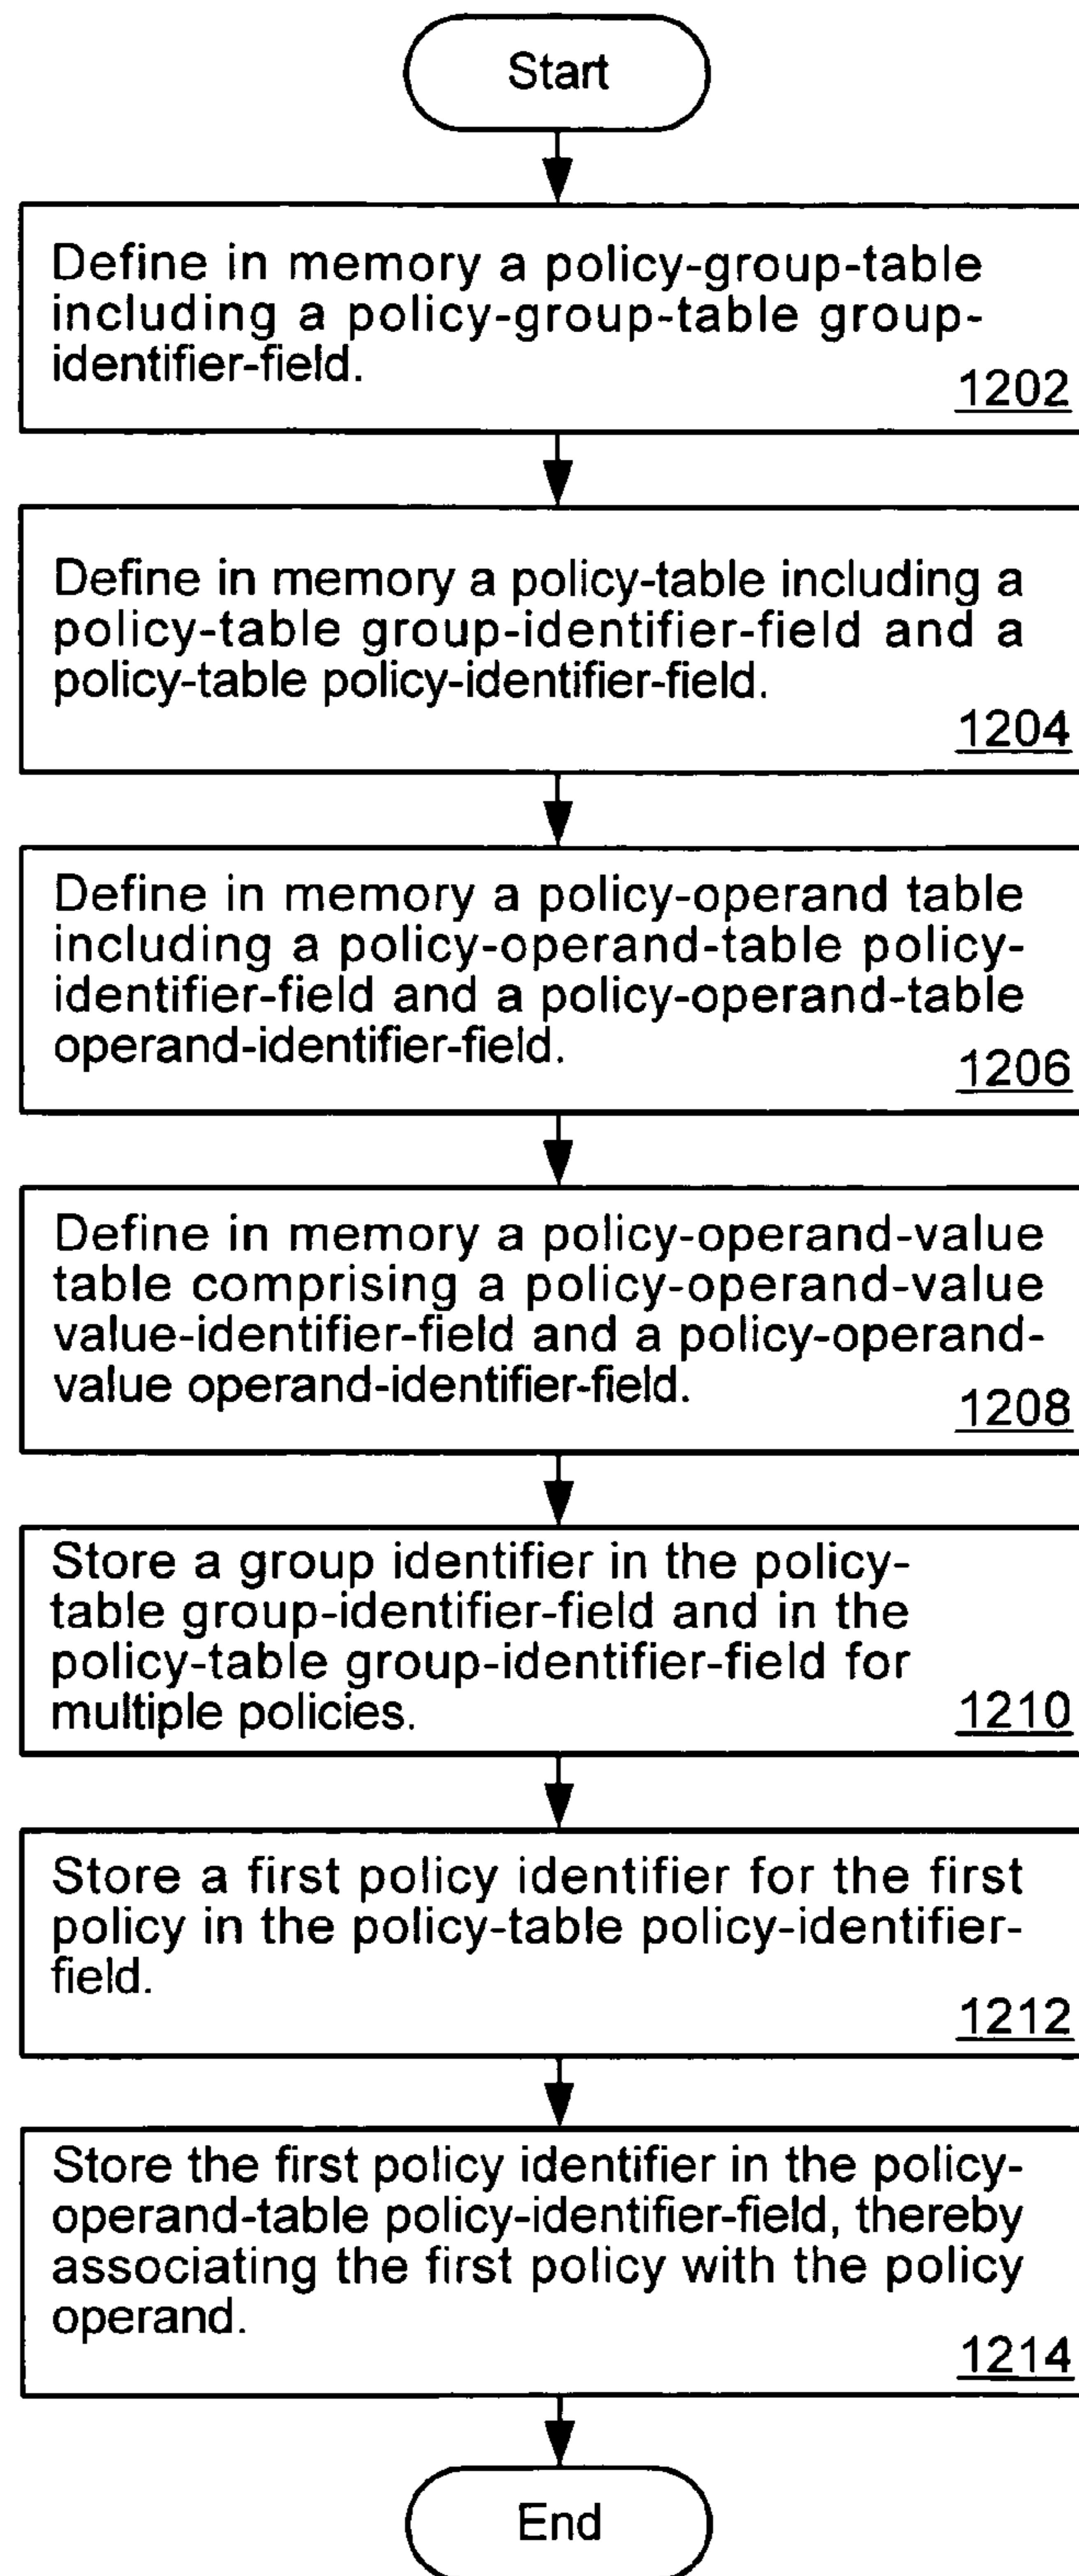 Start
Define in memory a policy-group-table
including a policy-group-table group-
identifier-field.
1202
Define in memory a policy-table including a
policy-table group-identifier-field and a
policy-table policy-identifier-field.
1204
Define in memory a policy-operand table
including a policy-operand-table policy-
identifier-field and a policy-operand-table
operand-identifier-field.
1206
Define in memory a policy-operand-value
table comprising a policy-operand-value
value-identifier-field and a policy-operand-
value operand-identifier-field.
1208
Store a group identifier in the policy-
table group-identifier-field and in the
policy-table group-identifier-field for
multiple policies.
1210
Store a first policy identifier for the first
policy in the policy-table policy-identifier-
field.
1212
Store the first policy identifier in the policy-
operand-table policy-identifier-field, thereby
associating the first policy with the policy
operand.
1214
End